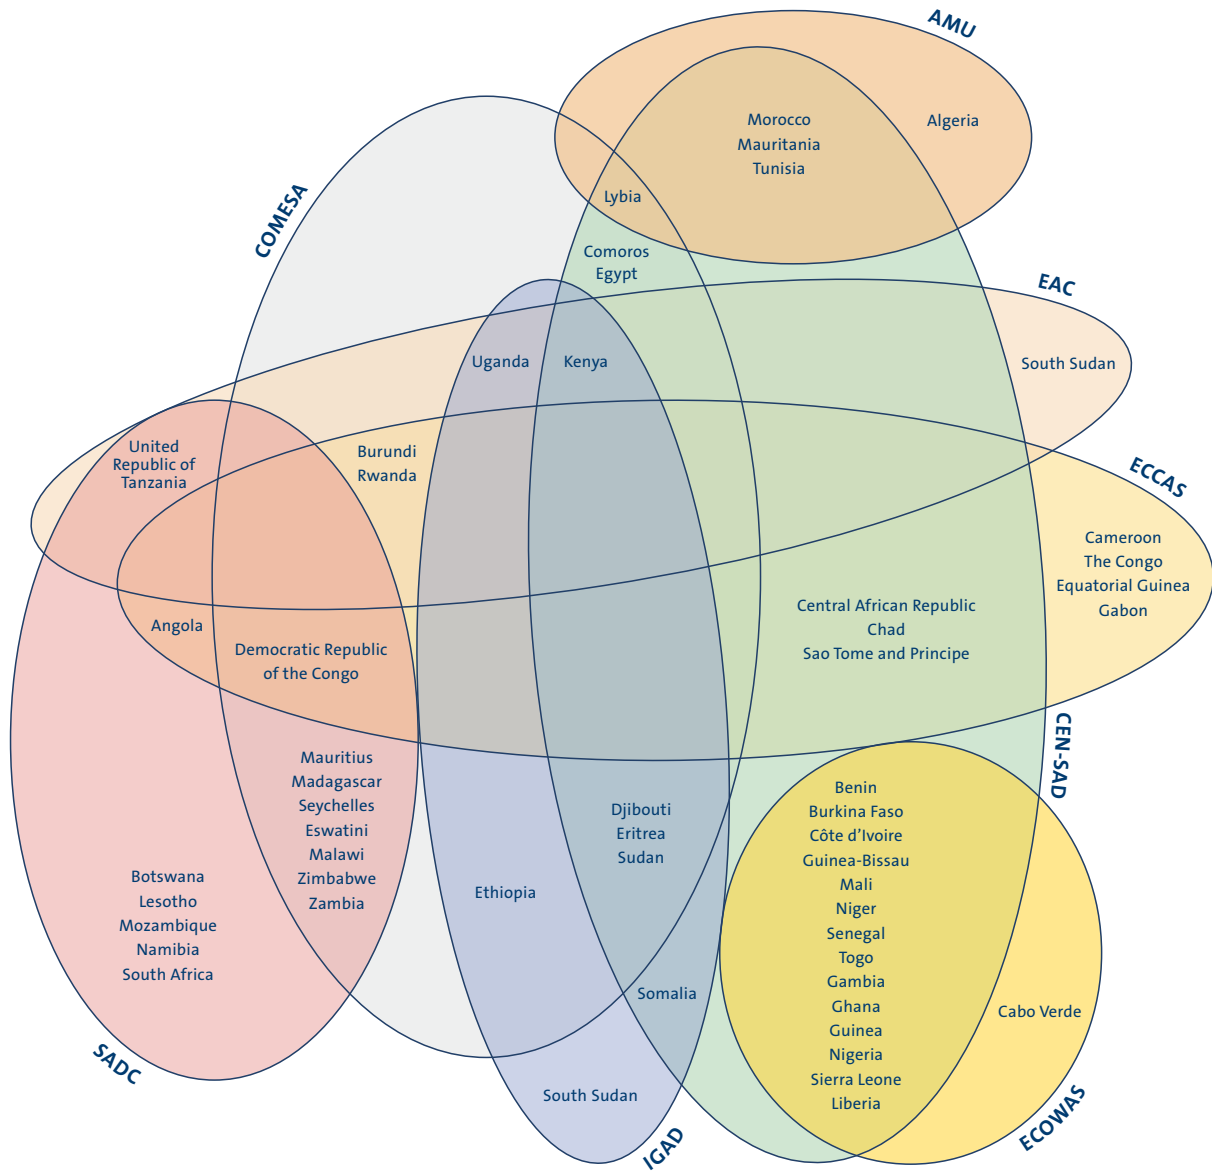 AMU
Morocco
Mauritania
Tunisia
Algeria
COMESA
Lybia
Comoros
Egypt
EAC
Uganda
Kenya
South Sudan
United
Republic of
Tanzania
Burundi
Rwanda
ECCAS
Cameroon
The Congo
Equatorial Guinea
Gabon
Angola
Democratic Republic
of the Congo
Central African Republic
Chad
Sao Tome and Principe
CEN-SAD
Mauritius
Madagascar
Seychelles
Eswatini
Malawi
Zimbabwe
Zambia
Djibouti
Eritrea
Sudan
Benin
Burkina Faso
Côte d’Ivoire
Guinea-Bissau
Mali
Niger
Senegal
Togo
Gambia
Ghana
Guinea
Nigeria
Sierra Leone
Liberia
Botswana
Lesotho
Mozambique
Namibia
South Africa
Ethiopia
Somalia
Cabo Verde
SADC
South Sudan
IGAD
ECOWAS